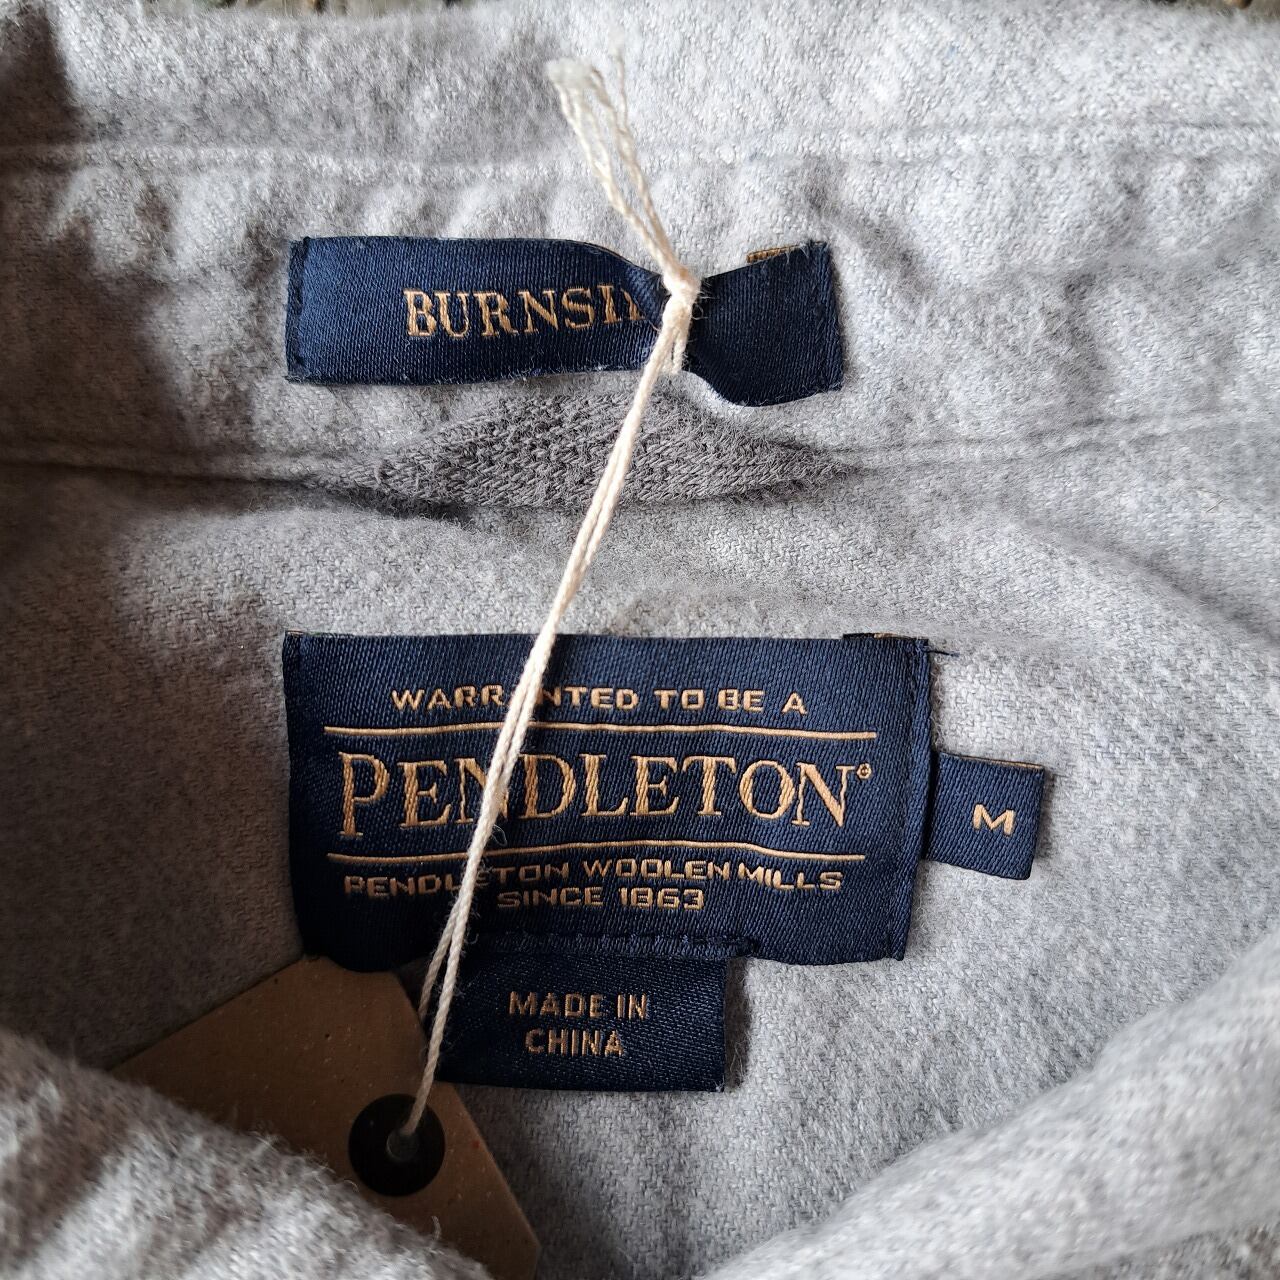 BURNSI
WARRANTED TO BE A
PENDLETON®
M
PENDLETON WOOLEN MILLS
SINCE 1863
MADE IN
CHINA